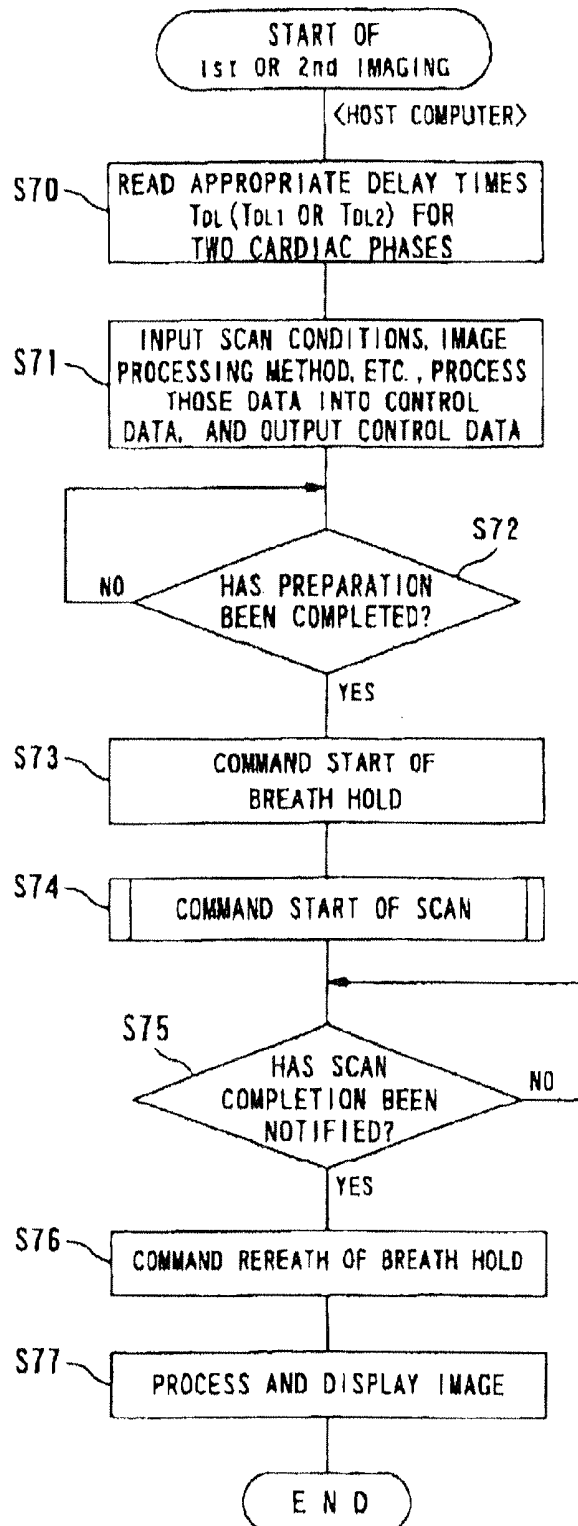 START OF
1st OR 2nd IMAGING
<HOST COMPUTER>
S70
READ APPROPRIATE DELAY TIMES
TDL (TDL1 OR TDL2) FOR
TWO CARDIAC PHASES
S71
INPUT SCAN CONDITIONS, IMAGE
PROCESSING METHOD, ETC., PROCESS
THOSE DATA INTO CONTROL
DATA, AND OUTPUT CONTROL DATA
S72
NO
HAS PREPARATION
BEEN COMPLETED?
YES
S73
COMMAND START OF
BREATH HOLD
S74
COMMAND START OF SCAN
S75
HAS SCAN
COMPLETION BEEN
NOTIFIED?
NO
YES
S76
COMMAND REREATH OF BREATH HOLD
S77
PROCESS AND DISPLAY IMAGE
END